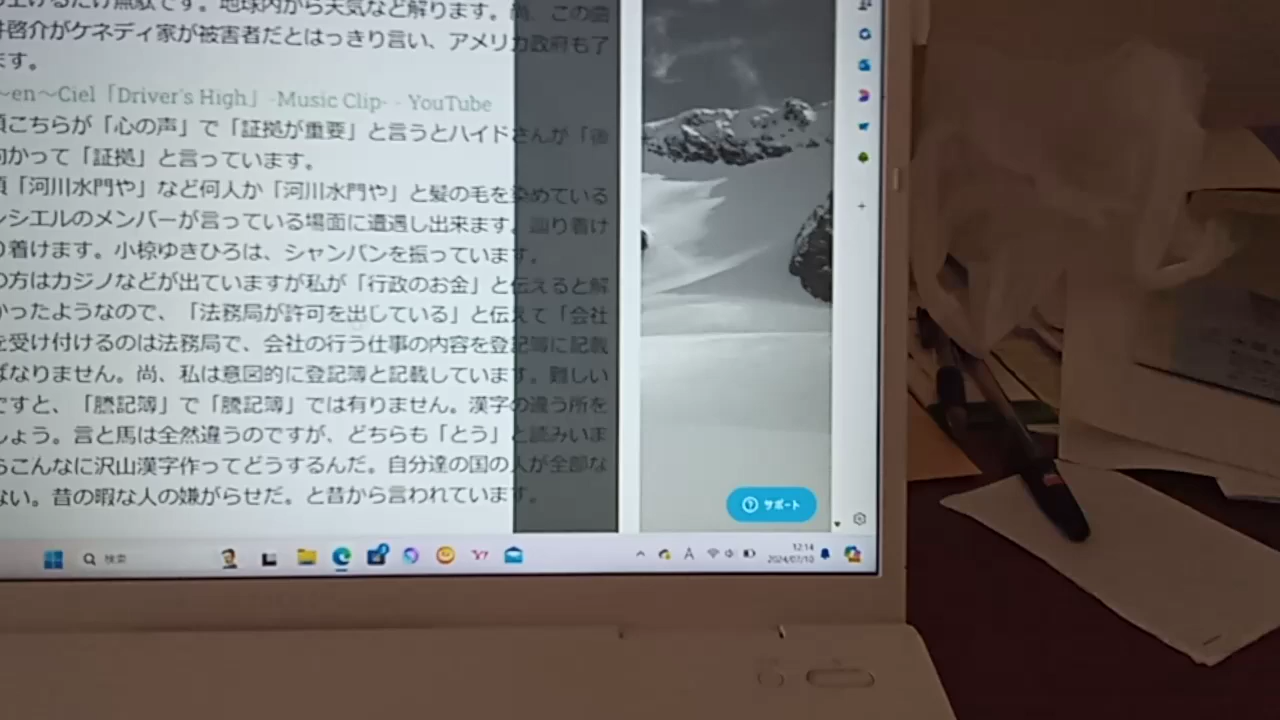 の上げるだけ無駄です。地球内から天気など解ります。尚、この曲
井啓介がケネディ家が被害者だとはっきり言い、アメリカ政府も了
ます。
～en～Ciel「Driver's High」-Music Clip- - YouTube
頃こちらが「心の声」で「証拠が重要」と言うとハイドさんが「後
向かって「証拠」と言っています。
頃「河川水門や」など何人か「河川水門や」と髪の毛を染めている
ンシエルのメンバーが言っている場面に遭遇し出来ます。辿り着け
り着けます。小椋ゆきひろは、シャンパンを振っています。
の方はカジノなどが出ていますが私が「行政のお金」と伝えると解
かったようなので、「法務局が許可を出している」と伝えて「会社
を受け付けるのは法務局で、会社の行う仕事の内容を登記簿に記載
ばなりません。尚、私は意図的に登記簿と記載しています。難しい
ですと、「謄記簿」で「騰記簿」では有りません。漢字の違う所を
しょう。言と馬は全然違うのですが、どちらも「とう」と読みいま
らこんなに沢山漢字作ってどうするんだ。自分達の国の人が全部な
ない。昔の暇な人の嫌がらせだ。と昔から言われています。
サポート
検索
A
12:14
2024/07/10